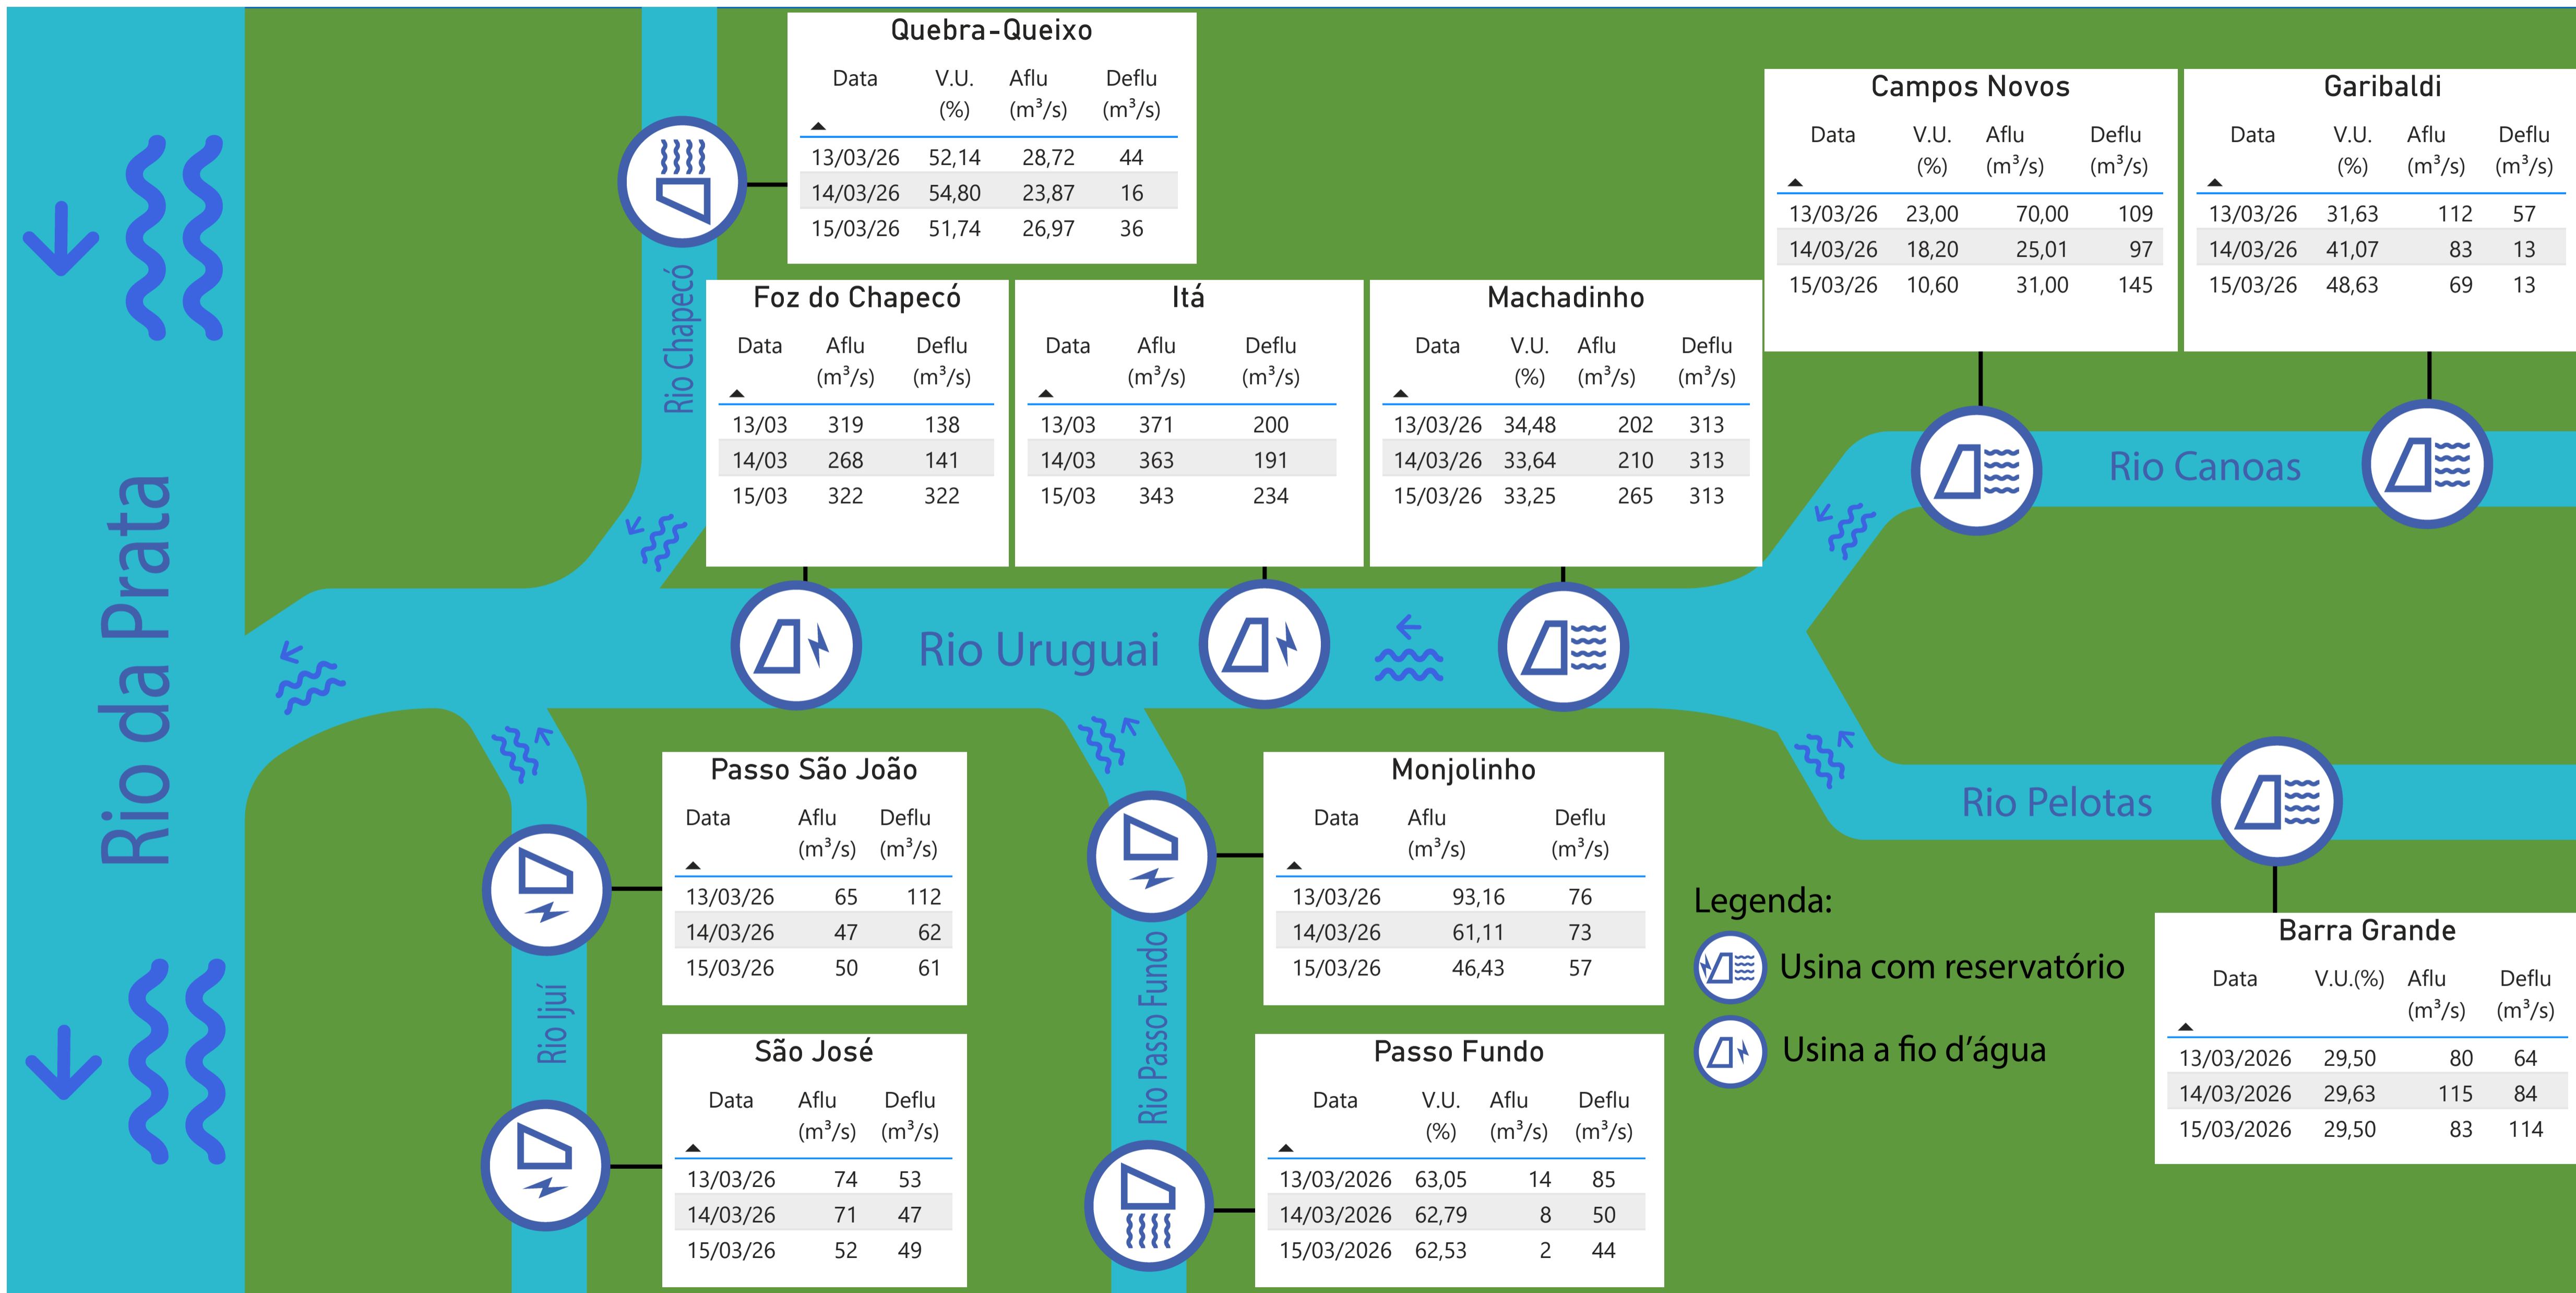 Quebra-Queixo
Data V.U. (%) Aflu (m³/s) Deflu (m³/s)
13/03/26 52,14 28,72 44
14/03/26 54,80 23,87 16
15/03/26 51,74 26,97 36
Campos Novos
Data V.U. (%) Aflu (m³/s) Deflu (m³/s)
13/03/26 23,00 70,00 109
14/03/26 18,20 25,01 97
15/03/26 10,60 31,00 145
Garibaldi
Data V.U. (%) Aflu (m³/s) Deflu (m³/s)
13/03/26 31,63 112 57
14/03/26 41,07 83 13
15/03/26 48,63 69 13
Rio Chapecó
Foz do Chapecó
Data Aflu (m³/s) Deflu (m³/s)
13/03 319 138
14/03 268 141
15/03 322 322
Itá
Data Aflu (m³/s) Deflu (m³/s)
13/03 371 200
14/03 363 191
15/03 343 234
Machadinho
Data V.U. (%) Aflu (m³/s) Deflu (m³/s)
13/03/26 34,48 202 313
14/03/26 33,64 210 313
15/03/26 33,25 265 313
Rio Canoas
Rio da Prata
Rio Uruguai
Rio Pelotas
Passo São João
Data Aflu (m³/s) Deflu (m³/s)
13/03/26 65 112
14/03/26 47 62
15/03/26 50 61
Monjolinho
Data Aflu (m³/s) Deflu (m³/s)
13/03/26 93,16 76
14/03/26 61,11 73
15/03/26 46,43 57
Legenda:
Usina com reservatório
Usina a fio d’água
Barra Grande
Data V.U.(%) Aflu (m³/s) Deflu (m³/s)
13/03/2026 29,50 80 64
14/03/2026 29,63 115 84
15/03/2026 29,50 83 114
Rio Ijuí
São José
Data Aflu (m³/s) Deflu (m³/s)
13/03/26 74 53
14/03/26 71 47
15/03/26 52 49
Rio Passo Fundo
Passo Fundo
Data V.U. (%) Aflu (m³/s) Deflu (m³/s)
13/03/2026 63,05 14 85
14/03/2026 62,79 8 50
15/03/2026 62,53 2 44